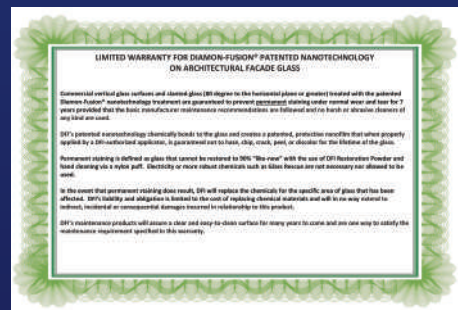 LIMITED WARRANTY FOR DIAMON-FUSION® PATENTED NANOTECHNOLOGY
ON ARCHITECTURAL FACADE GLASS
Commercial vertical glass surfaces and slanted glass (80 degree to the horizontal plane or greater) treated with the patented
Diamon-Fusion® nanotechnology treatment are guaranteed to prevent permanent staining under normal wear and tear for 7
years provided that the basic manufacturer maintenance recommendations are followed and no harsh or abrasive cleaners of
any kind are used.
DFI's patented nanotechnology chemically bonds to the glass and creates a patented, protective nanofilm that when properly
applied by a DFI-authorized applicator, is guaranteed not to haze, chip, crack, peel, or discolor for the lifetime of the glass.
Permanent staining is defined as glass that cannot be restored to 90% "like-new" with the use of DFI Restoration Powder and
hand cleaning via a nylon puff. Electricity or more robust chemicals such as Glass Rescue are not necessary nor allowed to be
used.
In the event that permanent staining does result, DFI will replace the chemicals for the specific area of glass that has been
affected. DFI's liability and obligation is limited to the cost of replacing chemical materials and will in no way extend to
indirect, incidental or consequential damages incurred in relationship to this product.
DFI's maintenance products will assure a clear and easy-to-clean surface for many years to come and are one way to satisfy the
maintenance requirement specified in this warranty.